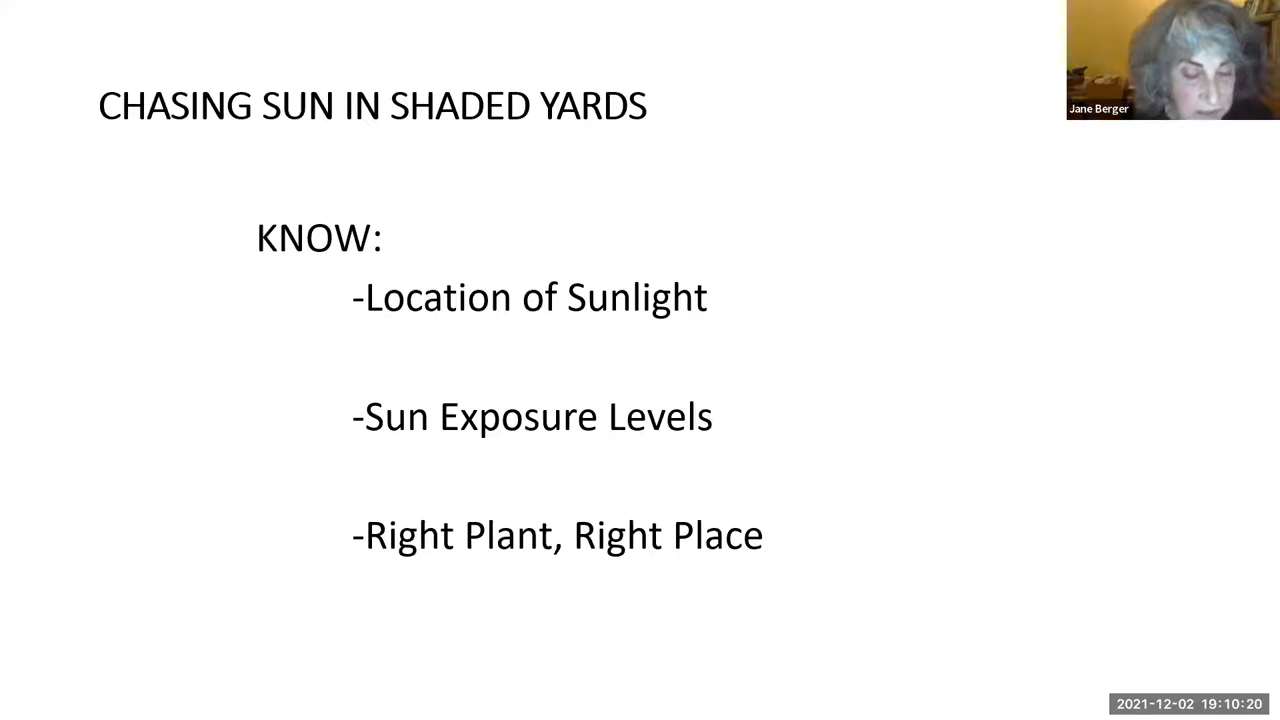 CHASING SUN IN SHADED YARDS
Jane Berger
KNOW:
-Location of Sunlight
-Sun Exposure Levels
-Right Plant, Right Place
2021-12-02 19:10:20